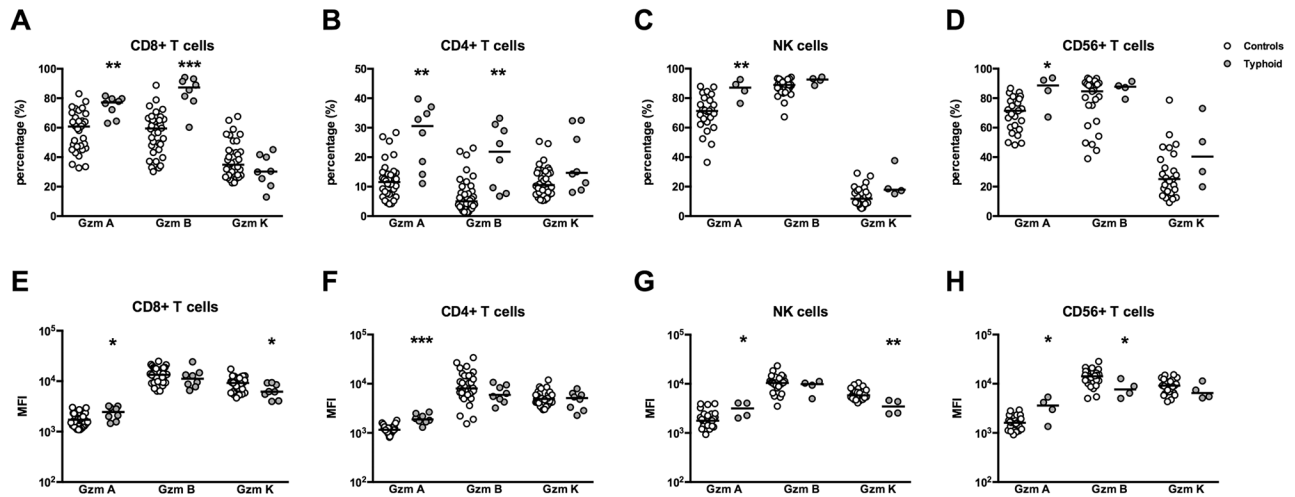 A
B
C
D
CD8+ T cells
CD4+ T cells
NK cells
CD56+ T cells
Controls
Typhoid
percentage (%)
100
80
60
40
20
0
** ***
Gzm A Gzm B Gzm K
percentage (%)
50
40
30
20
10
0
** **
Gzm A Gzm B Gzm K
percentage (%)
100
80
60
40
20
0
**
Gzm A Gzm B Gzm K
percentage (%)
100
80
60
40
20
0
*
Gzm A Gzm B Gzm K
E
F
G
H
CD8+ T cells
CD4+ T cells
NK cells
CD56+ T cells
MFI
10⁵
10⁴
10³
10²
* *
Gzm A Gzm B Gzm K
MFI
10⁵
10⁴
10³
10²
***
Gzm A Gzm B Gzm K
MFI
10⁵
10⁴
10³
10²
* **
Gzm A Gzm B Gzm K
MFI
10⁵
10⁴
10³
10²
* *
Gzm A Gzm B Gzm K